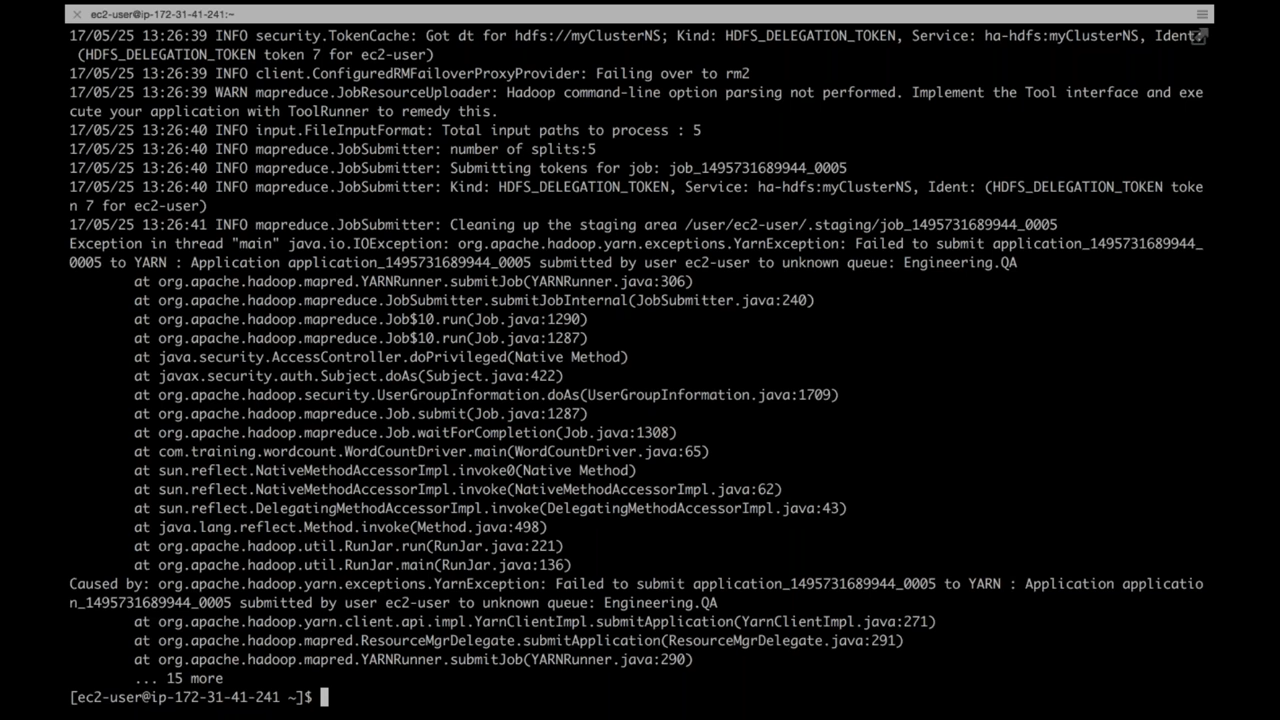 ec2-user@ip-172-31-41-241:~
17/05/25 13:26:39 INFO security.TokenCache: Got dt for hdfs://myClusterNS; Kind: HDFS_DELEGATION_TOKEN, Service: ha-hdfs:myClusterNS, Ident:
(HDFS_DELEGATION_TOKEN token 7 for ec2-user)
17/05/25 13:26:39 INFO client.ConfiguredRMFailoverProxyProvider: Failing over to rm2
17/05/25 13:26:39 WARN mapreduce.JobResourceUploader: Hadoop command-line option parsing not performed. Implement the Tool interface and exe
cute your application with ToolRunner to remedy this.
17/05/25 13:26:40 INFO input.FileInputFormat: Total input paths to process : 5
17/05/25 13:26:40 INFO mapreduce.JobSubmitter: number of splits:5
17/05/25 13:26:40 INFO mapreduce.JobSubmitter: Submitting tokens for job: job_1495731689944_0005
17/05/25 13:26:40 INFO mapreduce.JobSubmitter: Kind: HDFS_DELEGATION_TOKEN, Service: ha-hdfs:myClusterNS, Ident: (HDFS_DELEGATION_TOKEN toke
n 7 for ec2-user)
17/05/25 13:26:41 INFO mapreduce.JobSubmitter: Cleaning up the staging area /user/ec2-user/.staging/job_1495731689944_0005
Exception in thread "main" java.io.IOException: org.apache.hadoop.yarn.exceptions.YarnException: Failed to submit application_1495731689944_
0005 to YARN : Application application_1495731689944_0005 submitted by user ec2-user to unknown queue: Engineering.QA
at org.apache.hadoop.mapred.YARNRunner.submitJob(YARNRunner.java:306)
at org.apache.hadoop.mapreduce.JobSubmitter.submitJobInternal(JobSubmitter.java:240)
at org.apache.hadoop.mapreduce.Job$10.run(Job.java:1290)
at org.apache.hadoop.mapreduce.Job$10.run(Job.java:1287)
at java.security.AccessController.doPrivileged(Native Method)
at javax.security.auth.Subject.doAs(Subject.java:422)
at org.apache.hadoop.security.UserGroupInformation.doAs(UserGroupInformation.java:1709)
at org.apache.hadoop.mapreduce.Job.submit(Job.java:1287)
at org.apache.hadoop.mapreduce.Job.waitForCompletion(Job.java:1308)
at com.training.wordcount.WordCountDriver.main(WordCountDriver.java:65)
at sun.reflect.NativeMethodAccessorImpl.invoke0(Native Method)
at sun.reflect.NativeMethodAccessorImpl.invoke(NativeMethodAccessorImpl.java:62)
at sun.reflect.DelegatingMethodAccessorImpl.invoke(DelegatingMethodAccessorImpl.java:43)
at java.lang.reflect.Method.invoke(Method.java:498)
at org.apache.hadoop.util.RunJar.run(RunJar.java:221)
at org.apache.hadoop.util.RunJar.main(RunJar.java:136)
Caused by: org.apache.hadoop.yarn.exceptions.YarnException: Failed to submit application_1495731689944_0005 to YARN : Application applicatio
n_1495731689944_0005 submitted by user ec2-user to unknown queue: Engineering.QA
at org.apache.hadoop.yarn.client.api.impl.YarnClientImpl.submitApplication(YarnClientImpl.java:271)
at org.apache.hadoop.mapred.ResourceMgrDelegate.submitApplication(ResourceMgrDelegate.java:291)
at org.apache.hadoop.mapred.YARNRunner.submitJob(YARNRunner.java:290)
... 15 more
[ec2-user@ip-172-31-41-241 ~]$